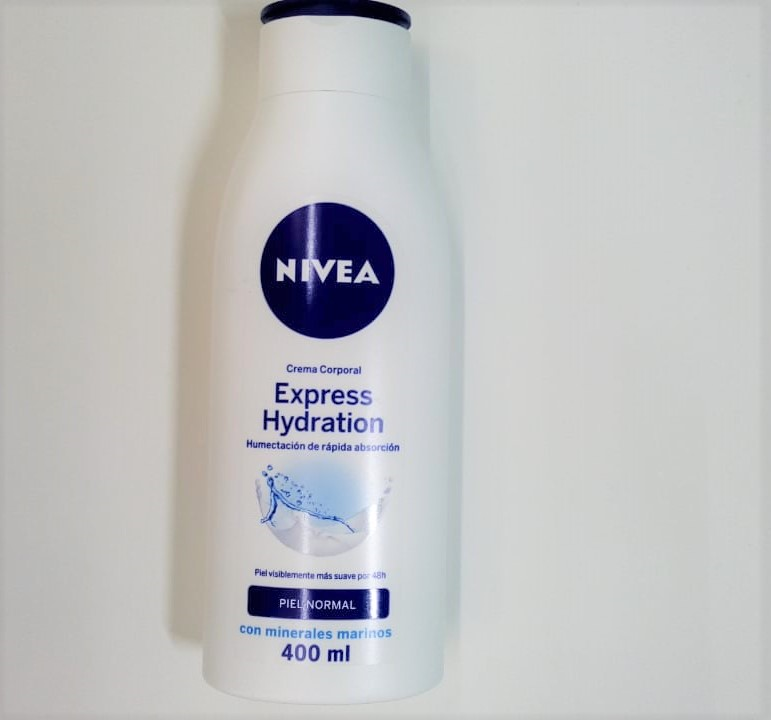 NIVEA
Crema Corporal
Express
Hydration
Humectación de rápida absorción
Piel visiblemente más suave por 48h
PIEL NORMAL
con minerales marinos
400 ml